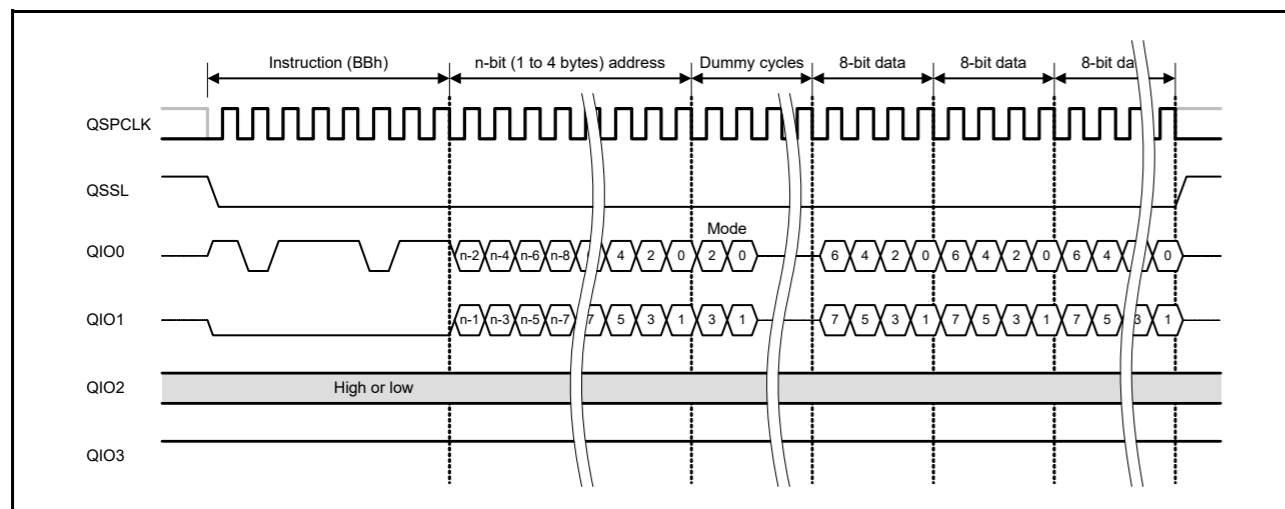 Instruction (BBh) n-bit (1 to 4 bytes) address Dummy cycles 8-bit data 8-bit data 8-bit da
QSPCLK
QSSL
Mode
QIO0 n-2 n-4 n-6 n-8 4 2 0 2 0 6 4 2 0 6 4 2 0 6 4 0
QIO1 n-1 n-3 n-5 n-7 7 5 3 1 3 1 7 5 3 1 7 5 3 1 7 5 3 1
QIO2 High or low
QIO3